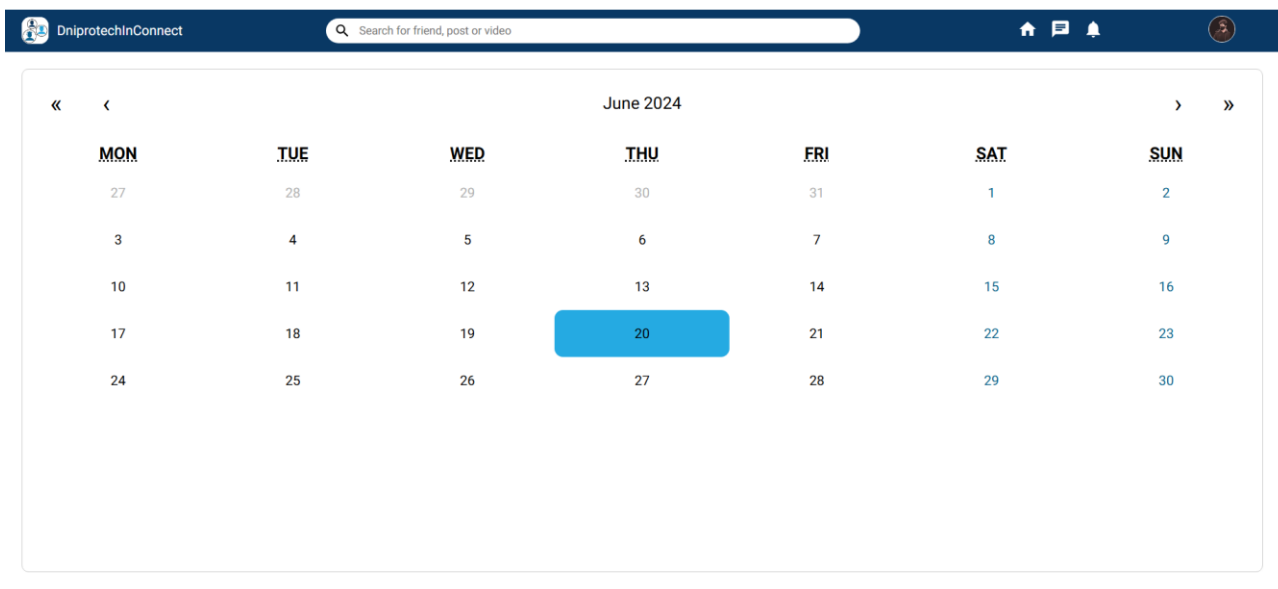 DniprotechInConnect Search for friend, post or video
« ‹ June 2024 › »
MON TUE WED THU FRI SAT SUN
27 28 29 30 31 1 2
3 4 5 6 7 8 9
10 11 12 13 14 15 16
17 18 19 20 21 22 23
24 25 26 27 28 29 30